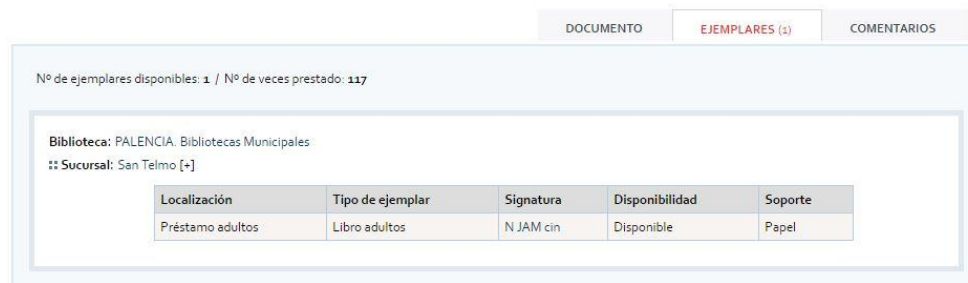 DOCUMENTO EJEMPLARES (1) COMENTARIOS
Nº de ejemplares disponibles: 1 / Nº de veces prestado: 117
Biblioteca: PALENCIA. Bibliotecas Municipales
Sucursal: San Telmo [+]
Localización Tipo de ejemplar Signatura Disponibilidad Soporte
Préstamo adultos Libro adultos N JAM cin Disponible Papel